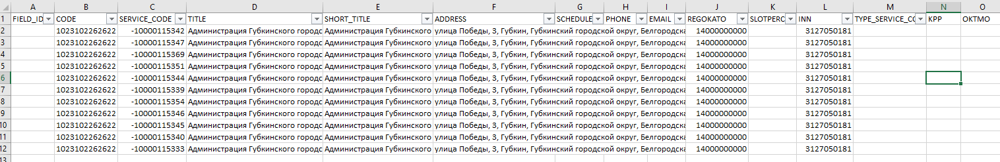 A B C D E F G H I J K L M N O
1 FIELD_ID CODE SERVICE_CODE TITLE SHORT_TITLE ADDRESS SCHEDULE PHONE EMAIL REGOKATO SLOTPERC INN TYPE_SERVICE_CO KPP OKTMO
2 1023102262622 -10000115342 Администрация Губкинского городс Администрация Губкинского улица Победы, 3, Губкин, Губкинский городской округ, Белгородска 14000000000 3127050181
3 1023102262622 -10000115347 Администрация Губкинского городс Администрация Губкинского улица Победы, 3, Губкин, Губкинский городской округ, Белгородска 14000000000 3127050181
4 1023102262622 -10000115369 Администрация Губкинского городс Администрация Губкинского улица Победы, 3, Губкин, Губкинский городской округ, Белгородска 14000000000 3127050181
5 1023102262622 -10000115351 Администрация Губкинского городс Администрация Губкинского улица Победы, 3, Губкин, Губкинский городской округ, Белгородска 14000000000 3127050181
6 1023102262622 -10000115344 Администрация Губкинского городс Администрация Губкинского улица Победы, 3, Губкин, Губкинский городской округ, Белгородска 14000000000 3127050181
7 1023102262622 -10000115339 Администрация Губкинского городс Администрация Губкинского улица Победы, 3, Губкин, Губкинский городской округ, Белгородска 14000000000 3127050181
8 1023102262622 -10000115354 Администрация Губкинского городс Администрация Губкинского улица Победы, 3, Губкин, Губкинский городской округ, Белгородска 14000000000 3127050181
9 1023102262622 -10000115346 Администрация Губкинского городс Администрация Губкинского улица Победы, 3, Губкин, Губкинский городской округ, Белгородска 14000000000 3127050181
10 1023102262622 -10000115345 Администрация Губкинского городс Администрация Губкинского улица Победы, 3, Губкин, Губкинский городской округ, Белгородска 14000000000 3127050181
11 1023102262622 -10000115340 Администрация Губкинского городс Администрация Губкинского улица Победы, 3, Губкин, Губкинский городской округ, Белгородска 14000000000 3127050181
12 1023102262622 -10000115333 Администрация Губкинского городс Администрация Губкинского улица Победы, 3, Губкин, Губкинский городской округ, Белгородска 14000000000 3127050181
13